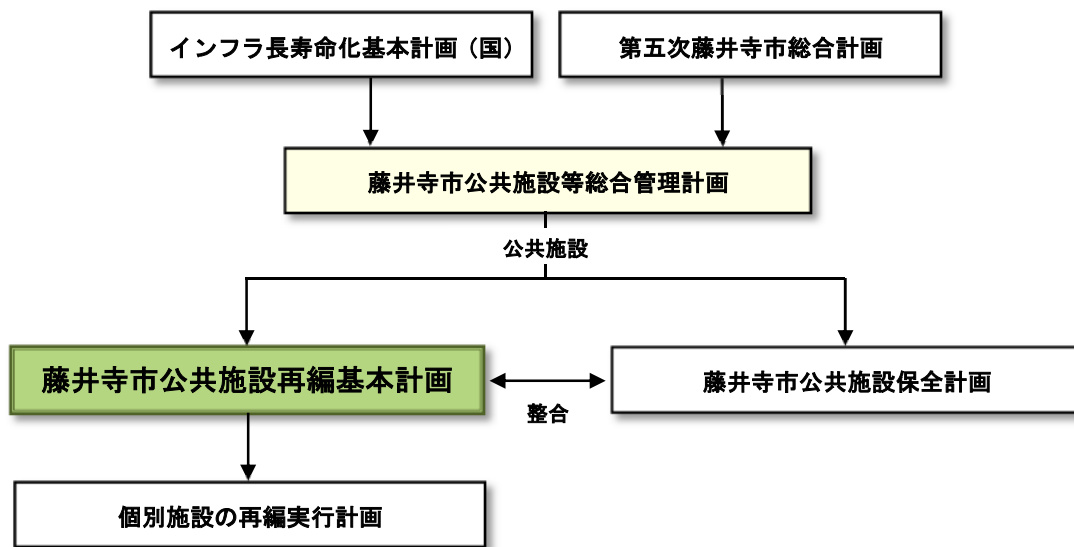 インフラ長寿命化基本計画（国）
第五次藤井寺市総合計画
藤井寺市公共施設等総合管理計画
公共施設
藤井寺市公共施設再編基本計画
整合
藤井寺市公共施設保全計画
個別施設の再編実行計画